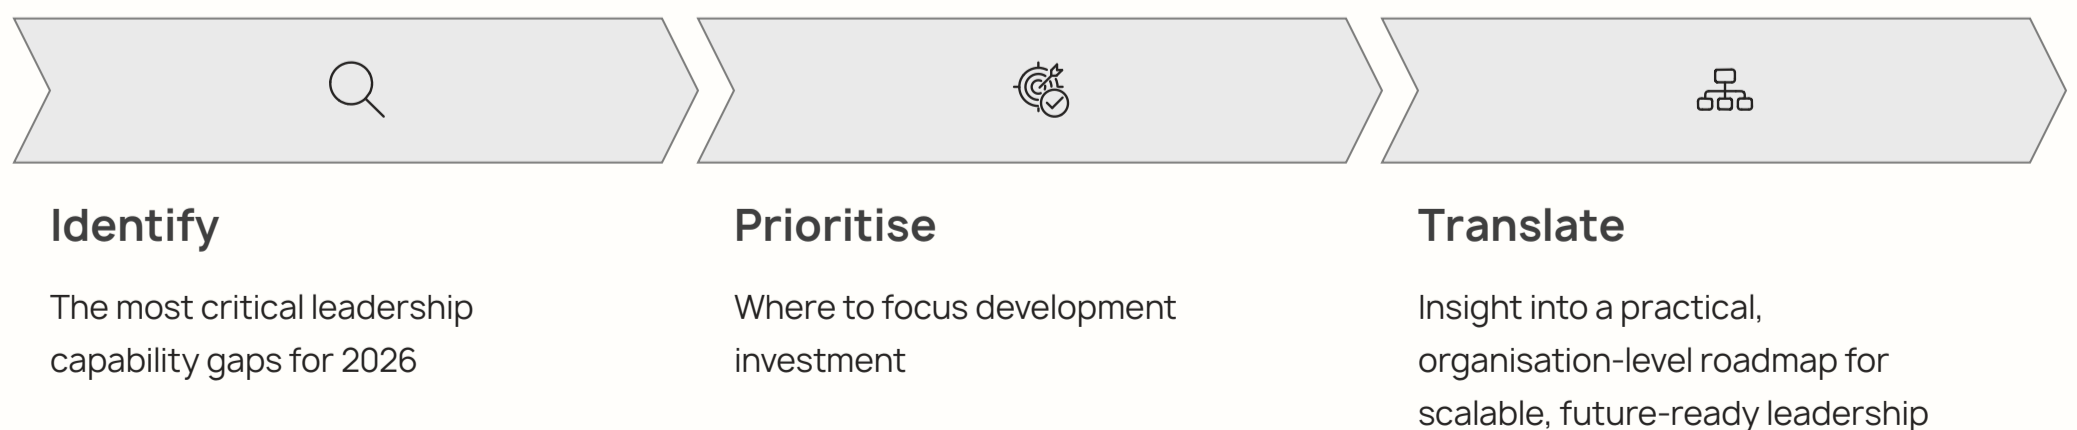 Identify
The most critical leadership
capability gaps for 2026
Prioritise
Where to focus development
investment
Translate
Insight into a practical,
organisation-level roadmap for
scalable, future-ready leadership